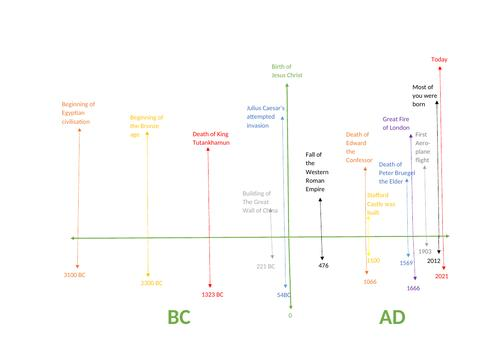 Today
Birth of
Jesus Christ
Most of
you were
born
Beginning of
Egyptian
civilisation
Julius Caesar's
attempted
invasion
Beginning of
the Bronze
age
Great Fire
of London
Death of King
Tutankhamun
Death of
Edward
the
Confessor
First
Aero-
plane
flight
Fall of
the
Western
Roman
Empire
Death of
Peter Bruegel
the Elder
Building of
The Great
Wall of China
Stafford
Castly was
built
3100 BC
2300 BC
1323 BC
221 BC
54BC
0
476
1066
1569
1666
1903
2012
2021
BC
AD